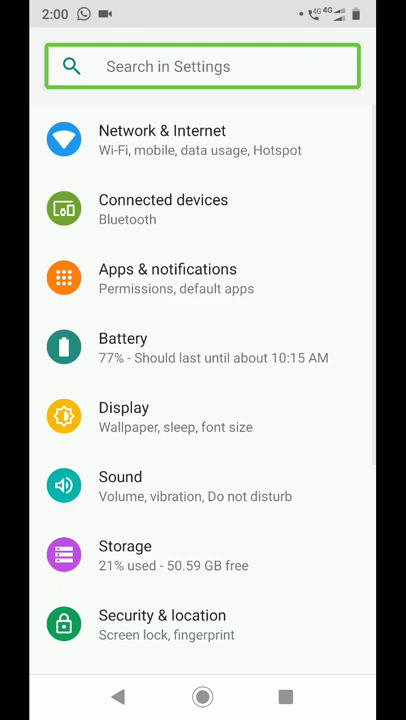 2:00
4G 4G
Search in Settings
Network & Internet
Wi-Fi, mobile, data usage, Hotspot
Connected devices
Bluetooth
Apps & notifications
Permissions, default apps
Battery
77% - Should last until about 10:15 AM
Display
Wallpaper, sleep, font size
Sound
Volume, vibration, Do not disturb
Storage
21% used - 50.59 GB free
Security & location
Screen lock, fingerprint